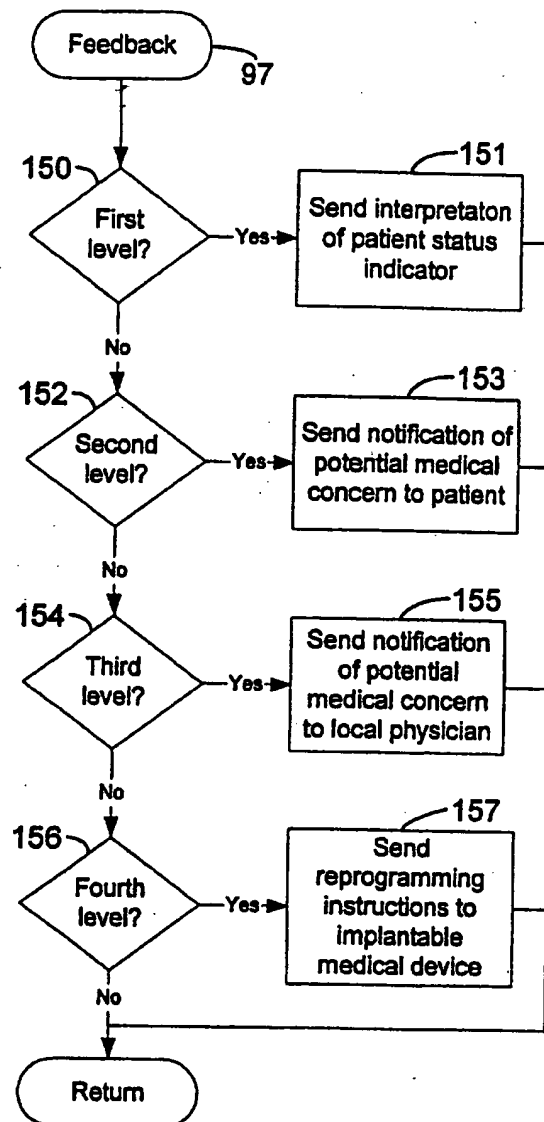 Feedback
97
150
First
level?
Yes
151
Send interpretaton
of patient status
indicator
No
152
Second
level?
Yes
153
Send notification of
potential medical
concern to patient
No
154
Third
level?
Yes
155
Send notification
of potential
medical concern
to local physician
No
156
Fourth
level?
Yes
157
Send
reprogramming
instructions to
implantable
medical device
No
Return